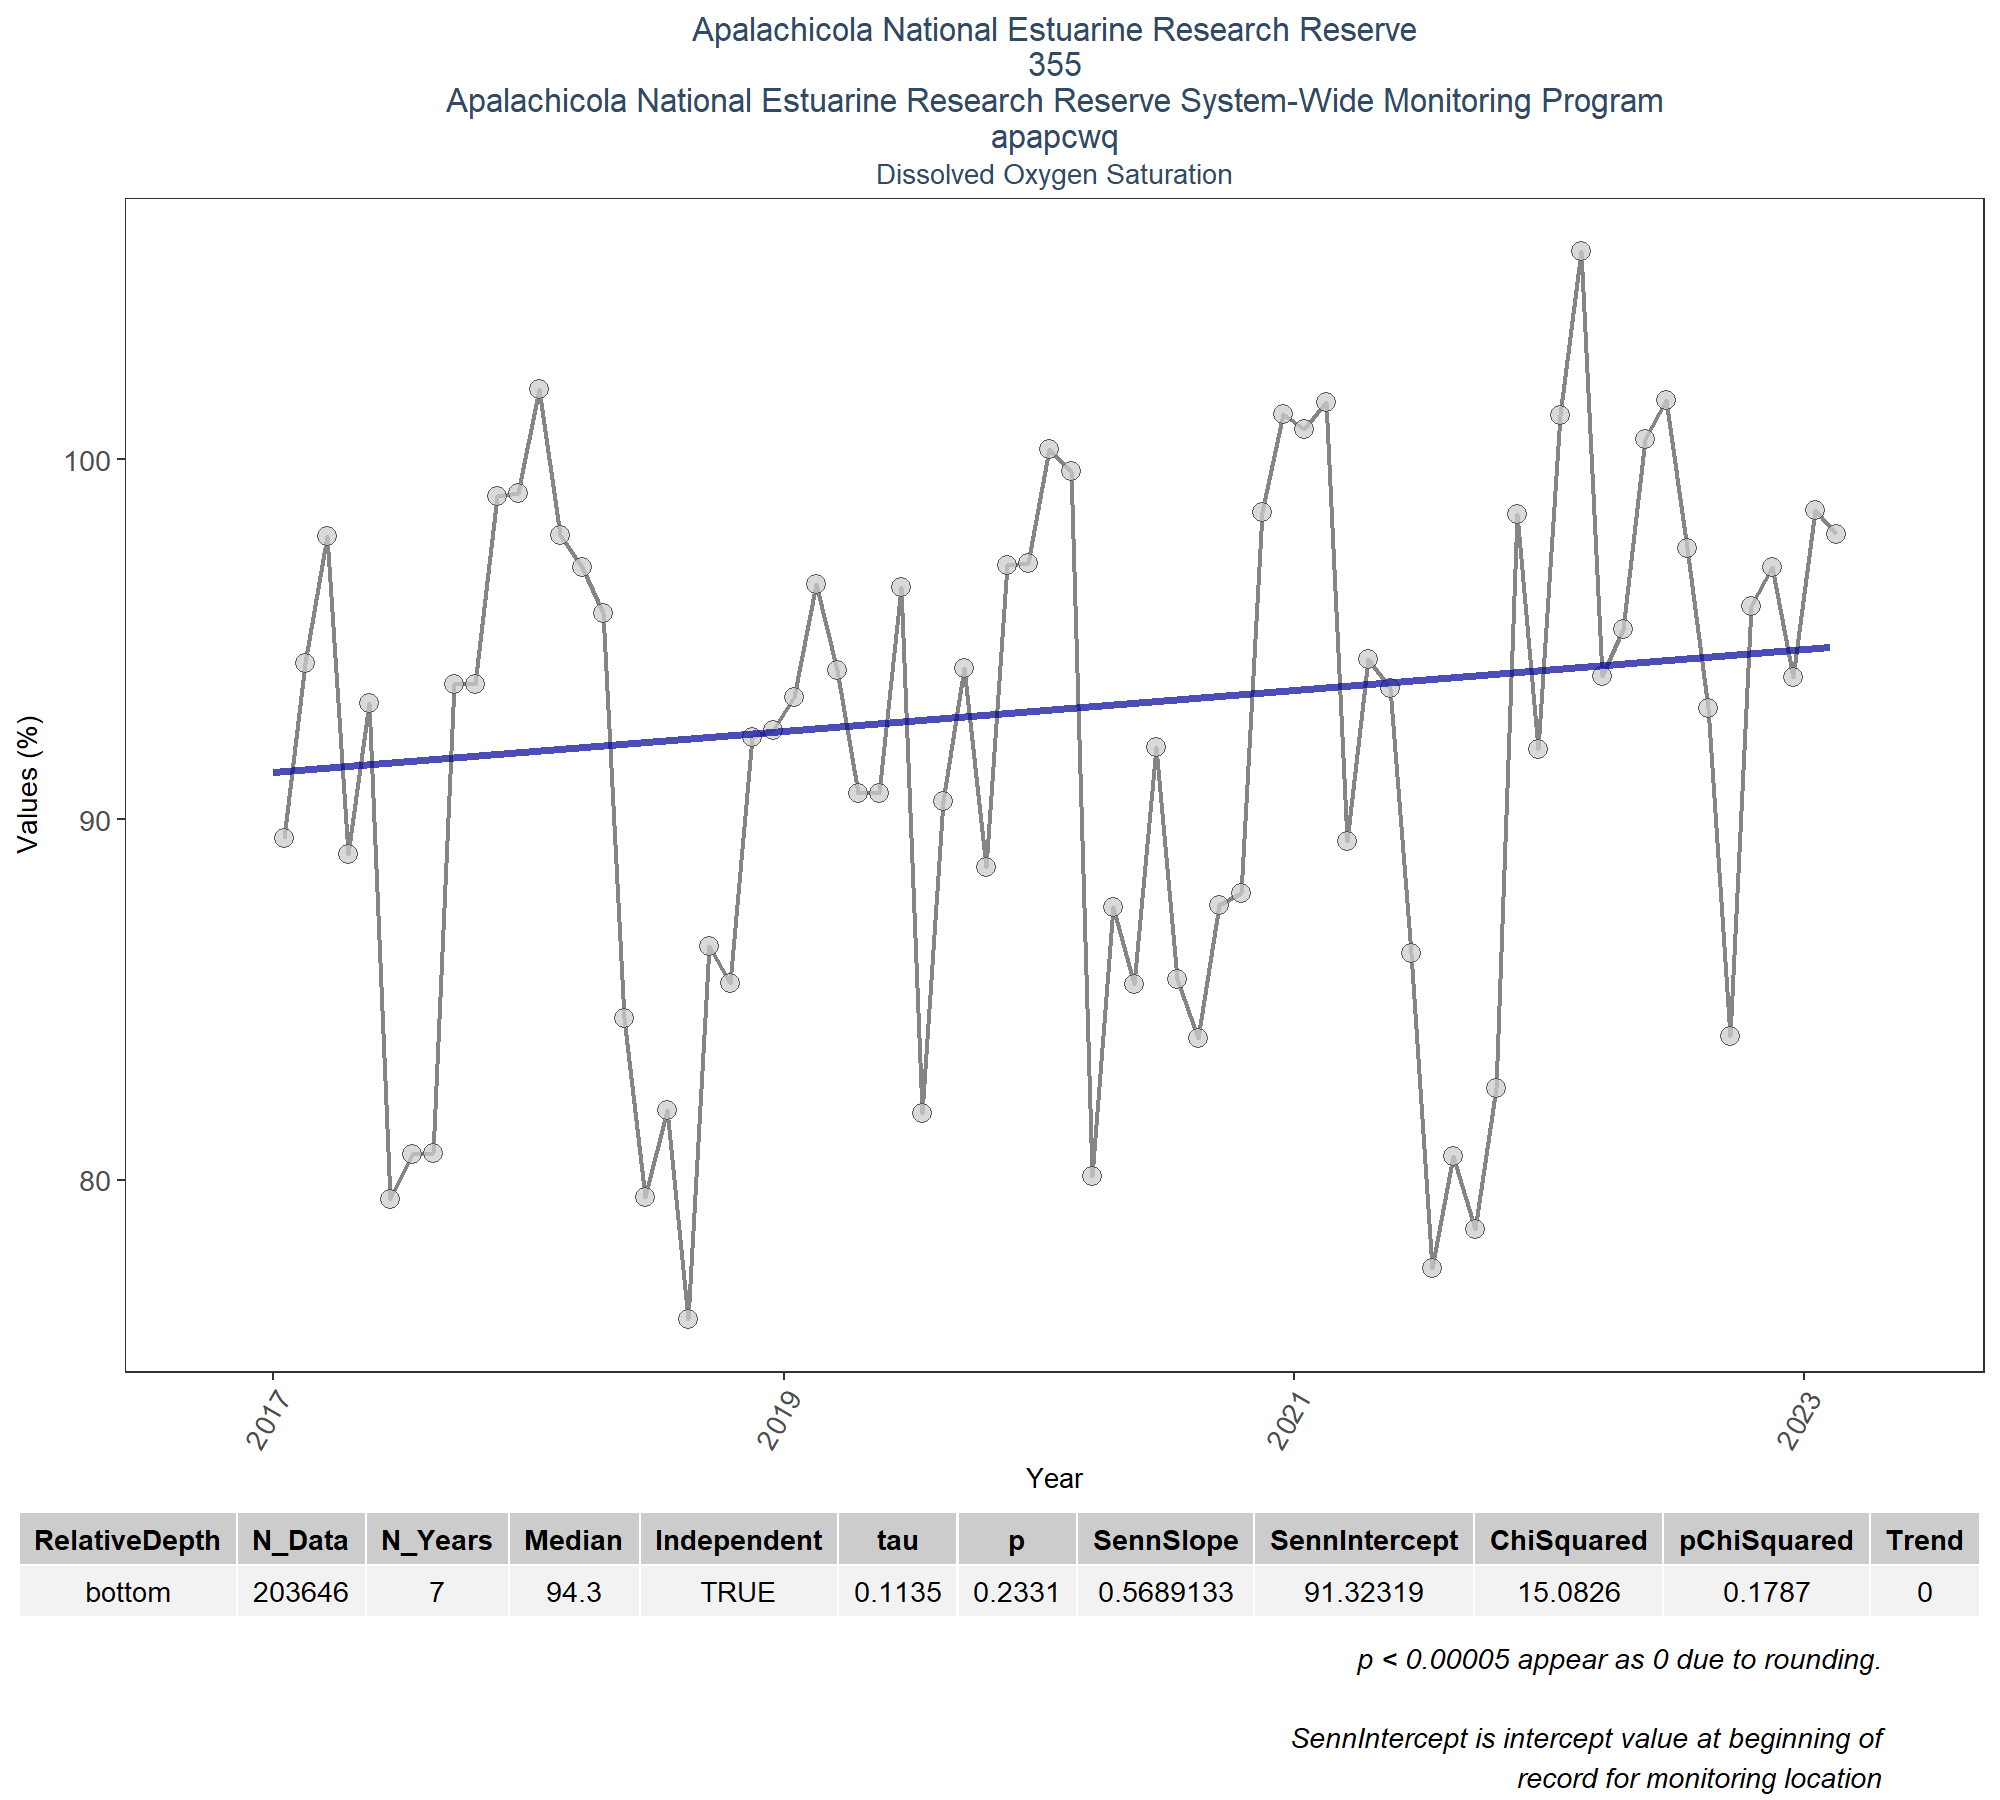 Apalachicola National Estuarine Research Reserve
355
Apalachicola National Estuarine Research Reserve System-Wide Monitoring Program
apapcwq
Dissolved Oxygen Saturation
Values (%)
100
90
80
2017
2019
2021
2023
Year
RelativeDepth N_Data N_Years Median Independent tau p SennSlope SennIntercept ChiSquared pChiSquared Trend
bottom 203646 7 94.3 TRUE 0.1135 0.2331 0.5689133 91.32319 15.0826 0.1787 0
p < 0.00005 appear as 0 due to rounding.
SennIntercept is intercept value at beginning of
record for monitoring location